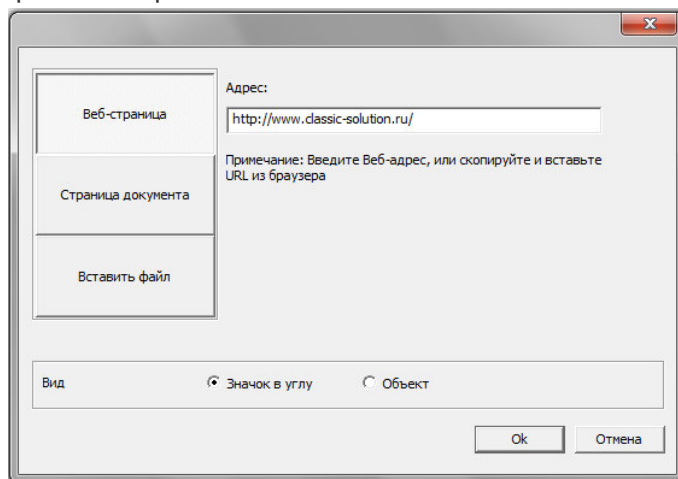 Веб-страница
Страница документа
Вставить файл
Адрес:
http://www.classic-solution.ru/
Примечание: Введите Веб-адрес, или скопируйте и вставьте
URL из браузера
Вид
Значок в углу
Объект
Ok
Отмена